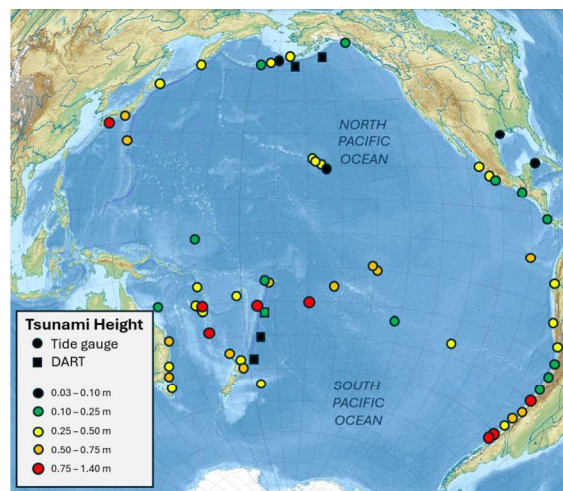 NORTH
PACIFIC
OCEAN
Tsunami Height
Tide gauge
DART
0.03 – 0.10 m
0.10 – 0.25 m
0.25 – 0.50 m
0.50 – 0.75 m
0.75 – 1.40 m
SOUTH
PACIFIC
OCEAN